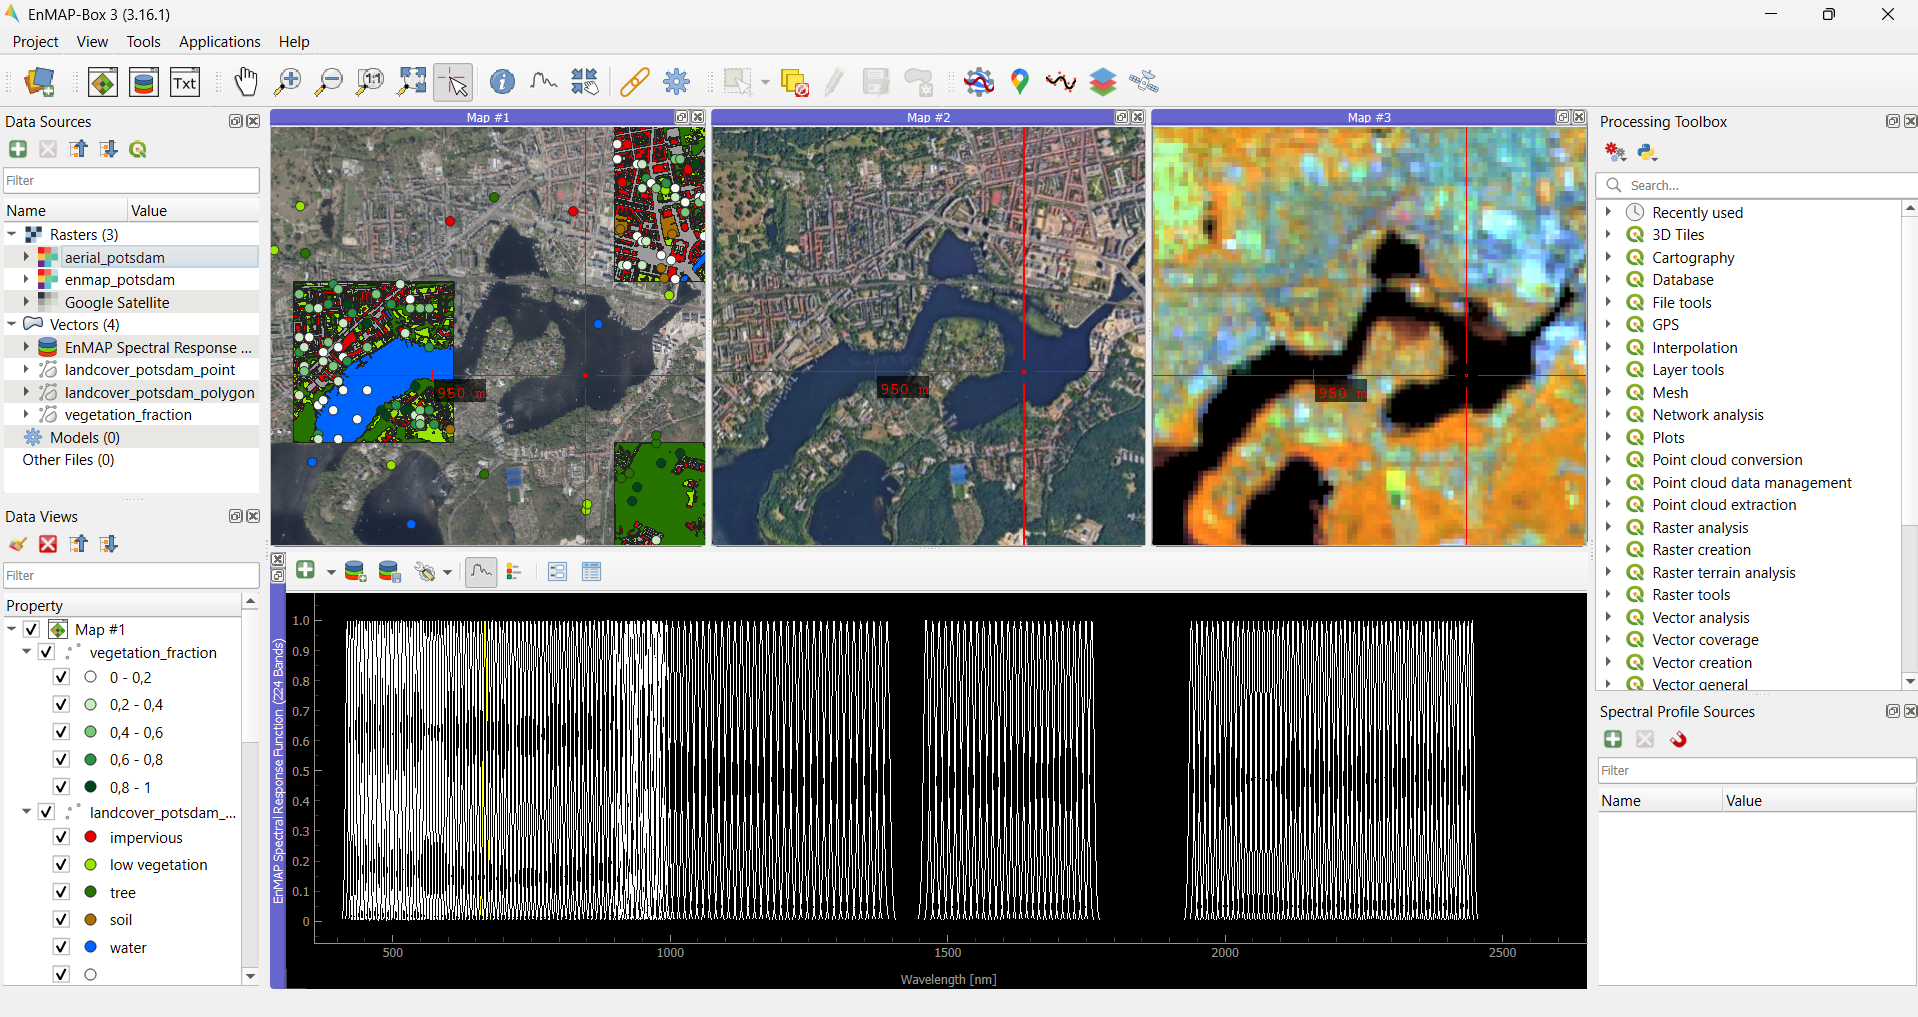 EnMAP-Box 3 (3.16.1)
Project View Tools Applications Help
Txt
1:1
Data Sources
Filter
Name Value
Rasters (3)
aerial_potsdam
enmap_potsdam
Google Satellite
Vectors (4)
EnMAP Spectral Response ...
landcover_potsdam_point
landcover_potsdam_polygon
vegetation_fraction
Models (0)
Other Files (0)
Data Views
Filter
Property
Map #1
vegetation_fraction
0 - 0,2
0,2 - 0,4
0,4 - 0,6
0,6 - 0,8
0,8 - 1
landcover_potsdam_...
impervious
low vegetation
tree
soil
water
Map #1
950 m
Map #2
950 m
Map #3
950 m
EnMAP Spectral Response Function (224 Bands)
1.0
0.9
0.8
0.7
0.6
0.5
0.4
0.3
0.2
0.1
0
500 1000 1500 2000 2500
Wavelength [nm]
Processing Toolbox
Search...
Recently used
3D Tiles
Cartography
Database
File tools
GPS
Interpolation
Layer tools
Mesh
Network analysis
Plots
Point cloud conversion
Point cloud data management
Point cloud extraction
Raster analysis
Raster creation
Raster terrain analysis
Raster tools
Vector analysis
Vector coverage
Vector creation
Vector general
Spectral Profile Sources
Filter
Name Value